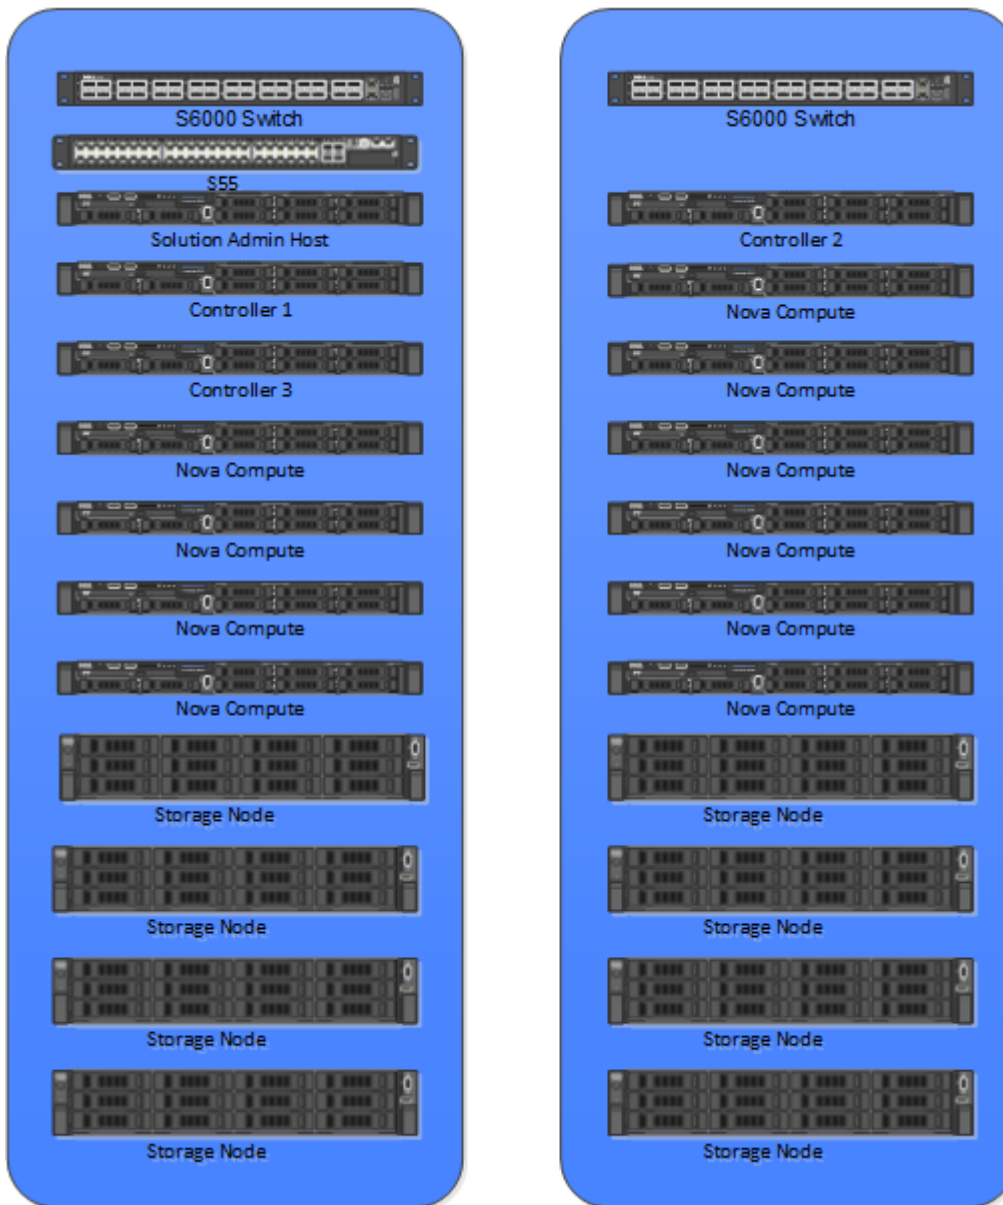 S6000 Switch
S55
Solution Admin Host
Controller 1
Controller 3
Nova Compute
Nova Compute
Nova Compute
Nova Compute
Storage Node
Storage Node
Storage Node
Storage Node
S6000 Switch
Controller 2
Nova Compute
Nova Compute
Nova Compute
Nova Compute
Nova Compute
Nova Compute
Storage Node
Storage Node
Storage Node
Storage Node